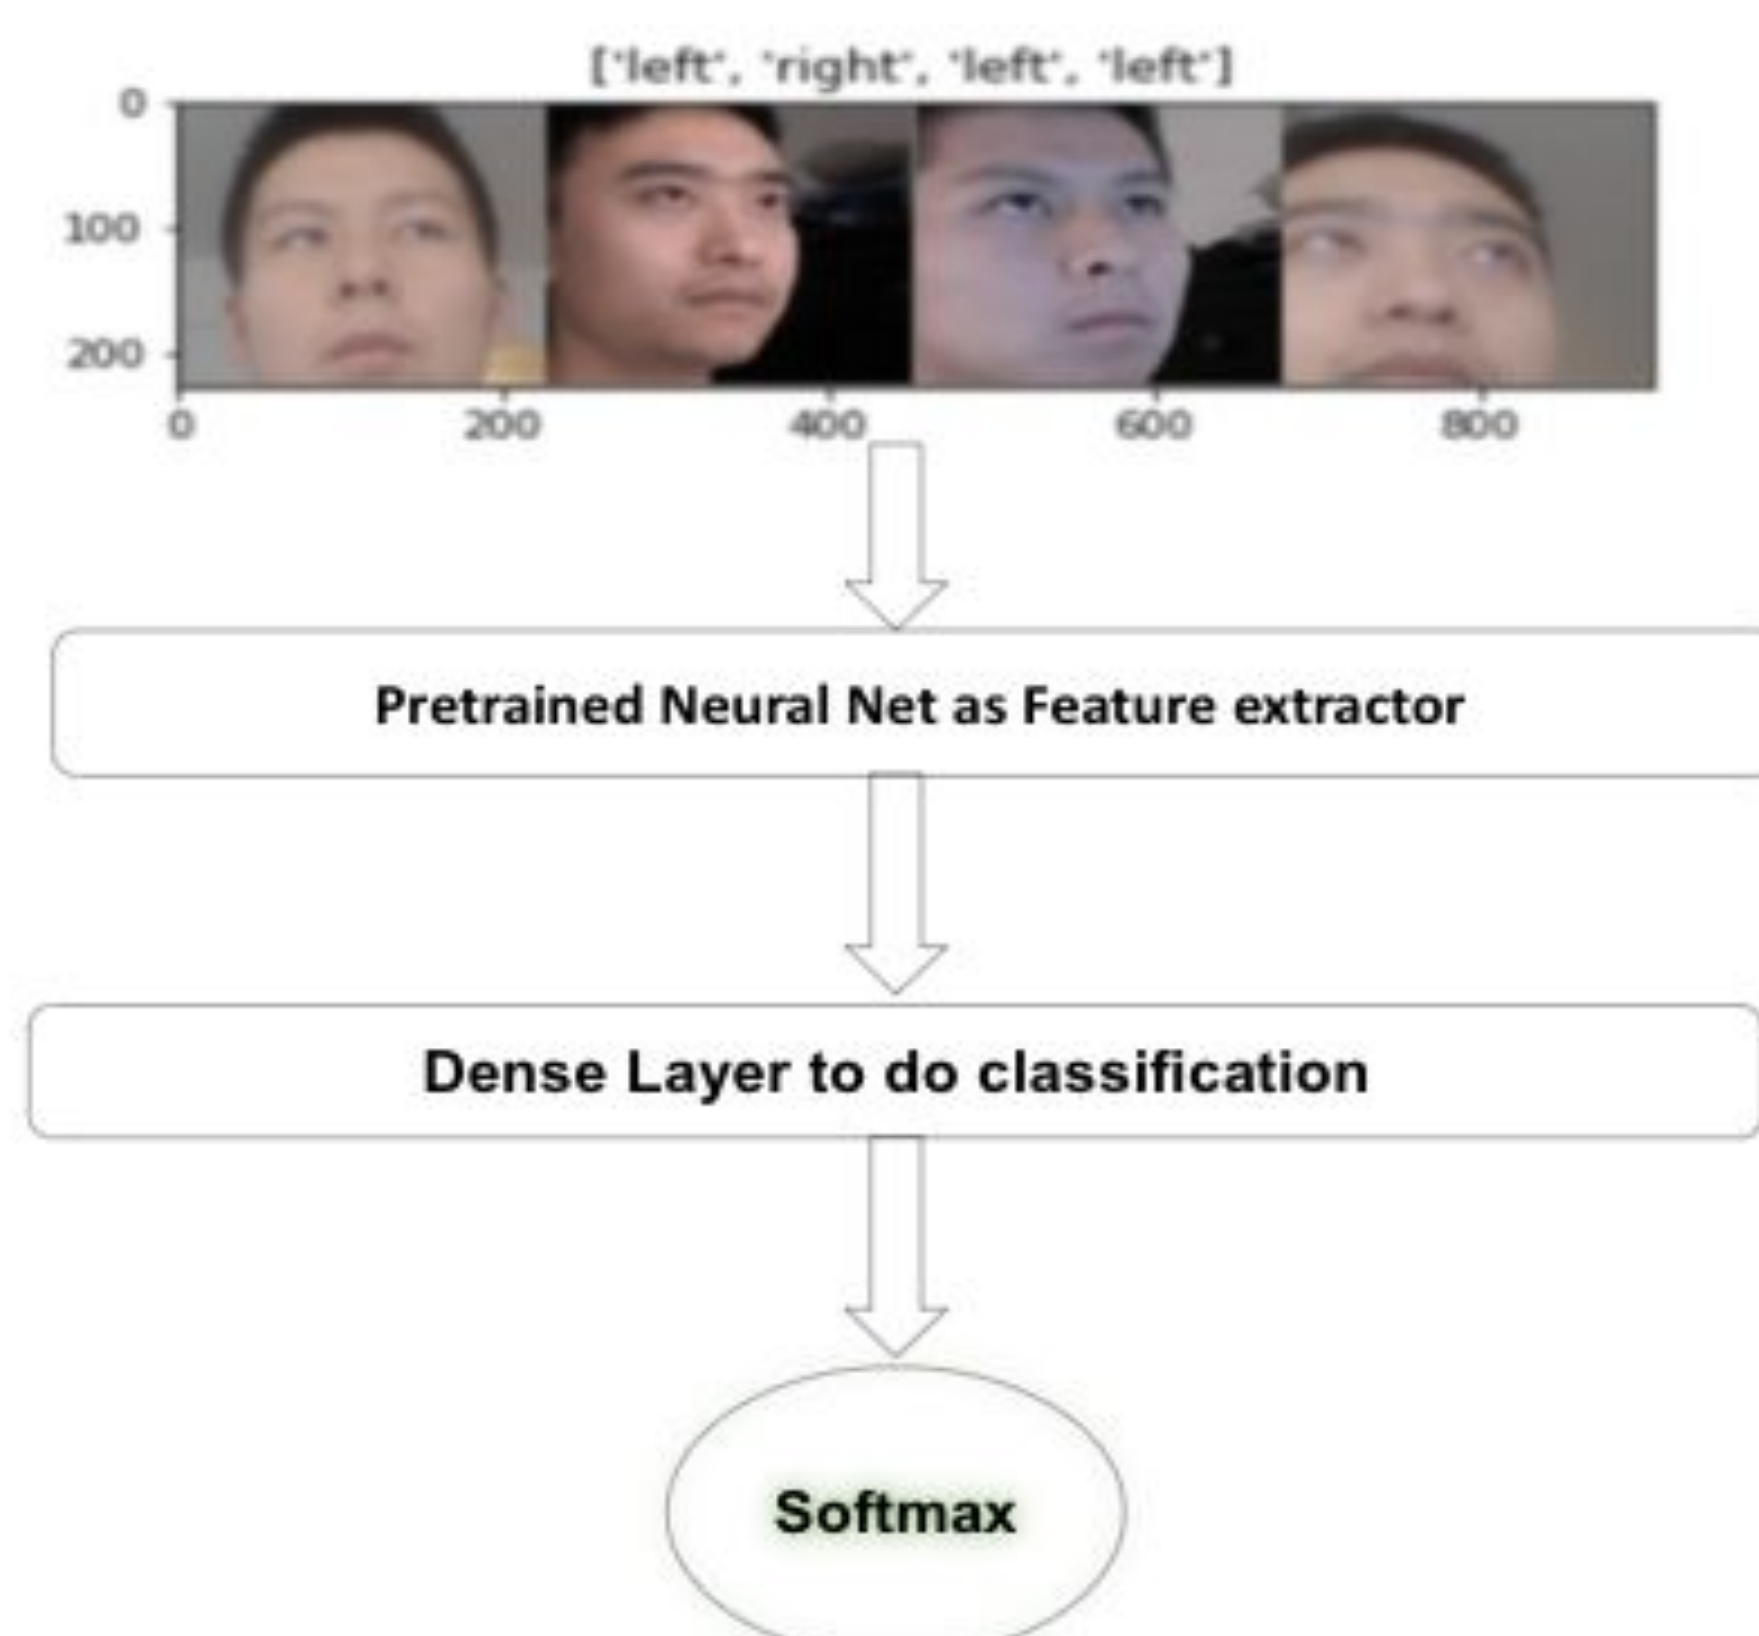 ['left', 'right', 'left', 'left']
0
100
200
0 200 400 600 800
Pretrained Neural Net as Feature extractor
Dense Layer to do classification
Softmax